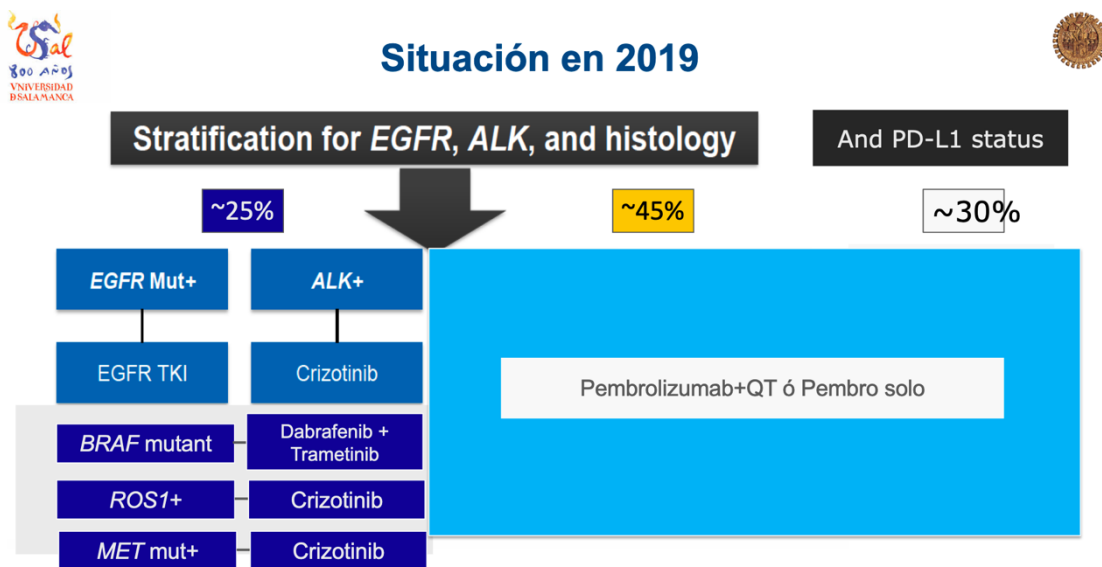 USal
800 AÑOS
VNIVERSIDAD
D SALAMANCA
Situación en 2019
Stratification for EGFR, ALK, and histology
And PD-L1 status
~25%
~45%
~30%
EGFR Mut+
ALK+
EGFR TKI
Crizotinib
Pembrolizumab+QT ó Pembro solo
BRAF mutant
Dabrafenib +
Trametinib
ROS1+
Crizotinib
MET mut+
Crizotinib